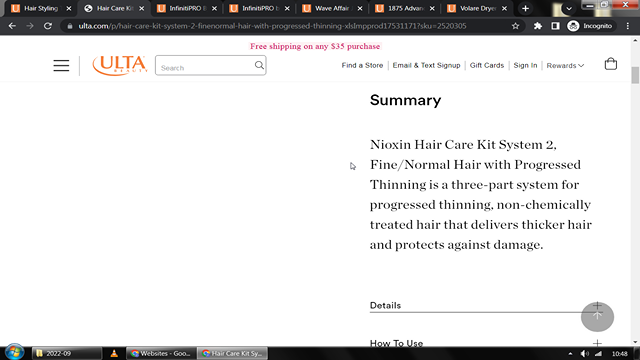 Hair Styling
Hair Care Ki
InfinitiPRO B
InfinitiPRO b
Wave Affair
1875 Advanc
Volare Dryer
ulta.com/p/hair-care-kit-system-2-finenormal-hair-with-progressed-thinning-xlsImpprod17531171?sku=2520305
Incognito
Free shipping on any $35 purchase
ULTA
BEAUTY
Search
Find a Store
Email & Text Signup
Gift Cards
Sign In
Rewards
Summary
Nioxin Hair Care Kit System 2,
Fine/Normal Hair with Progressed
Thinning is a three-part system for
progressed thinning, non-chemically
treated hair that delivers thicker hair
and protects against damage.
Details
How To Use
2022-09
Websites - Goo...
Hair Care Kit Sy...
10:48